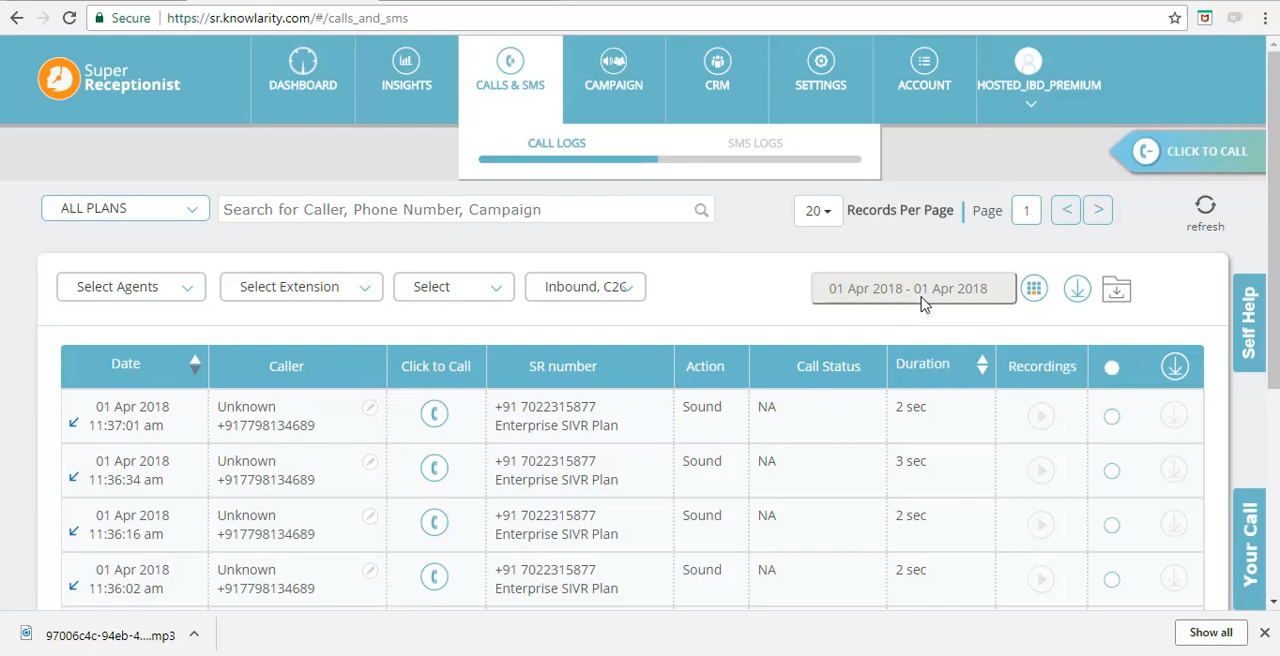 Secure https://sr.knowlarity.com/#/calls_and_sms
Super
Receptionist
DASHBOARD
INSIGHTS
CALLS & SMS
CAMPAIGN
CRM
SETTINGS
ACCOUNT
HOSTED_IBD_PREMIUM
CALL LOGS
SMS LOGS
CLICK TO CALL
ALL PLANS
Search for Caller, Phone Number, Campaign
20
Records Per Page
Page
1
<
>
refresh
Select Agents
Select Extension
Select
Inbound, C2C
01 Apr 2018 - 01 Apr 2018
Self Help
Date Caller Click to Call SR number Action Call Status Duration Recordings
01 Apr 2018 Unknown +91 7022315877 Sound NA 2 sec
11:37:01 am +917798134689 Enterprise SIVR Plan
01 Apr 2018 Unknown +91 7022315877 Sound NA 3 sec
11:36:34 am +917798134689 Enterprise SIVR Plan
01 Apr 2018 Unknown +91 7022315877 Sound NA 2 sec
11:36:16 am +917798134689 Enterprise SIVR Plan
01 Apr 2018 Unknown +91 7022315877 Sound NA 2 sec
11:36:02 am +917798134689 Enterprise SIVR Plan
Your Call
97006c4c-94eb-4....mp3
Show all